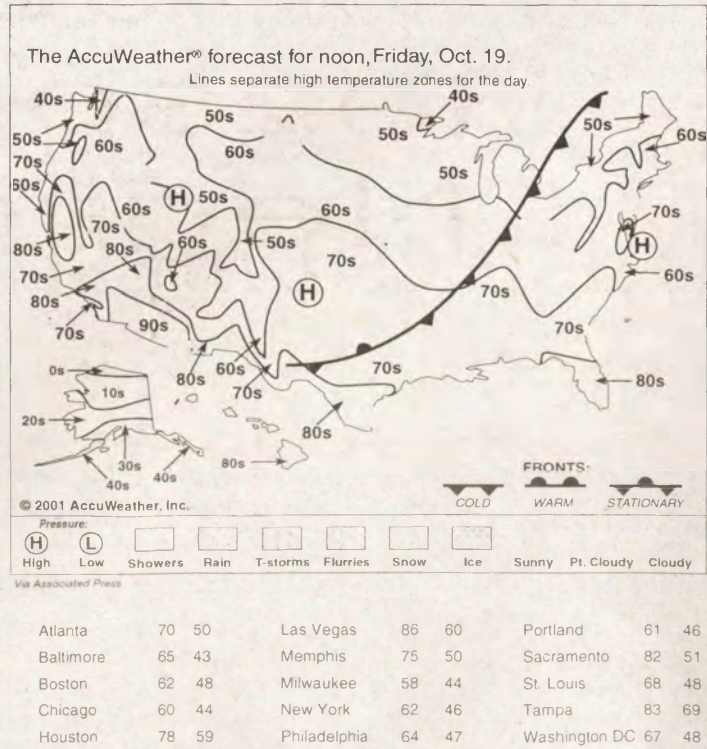 The AccuWeather® forecast for noon, Friday, Oct. 19.
Lines separate high temperature zones for the day.
40s
50s
40s
50s
60s
50s
60s
50s
50s
60s
70s
50s
60s
60s
50s
60s
70s
70s
60s
50s
80s
80s
70s
60s
70s
80s
70s
90s
70s
70s
80s
60s
70s
70s
80s
80s
0s
10s
20s
30s
40s
40s
80s
H
H
H
FRONTS:
COLD WARM STATIONARY
© 2001 AccuWeather, Inc.
Pressure:
H L
High Low Showers Rain T-storms Flurries Snow Ice Sunny Pt. Cloudy Cloudy
Via Associated Press
Atlanta 70 50 Las Vegas 86 60 Portland 61 46
Baltimore 65 43 Memphis 75 50 Sacramento 82 51
Boston 62 48 Milwaukee 58 44 St. Louis 68 48
Chicago 60 44 New York 62 46 Tampa 83 69
Houston 78 59 Philadelphia 64 47 Washington DC 67 48